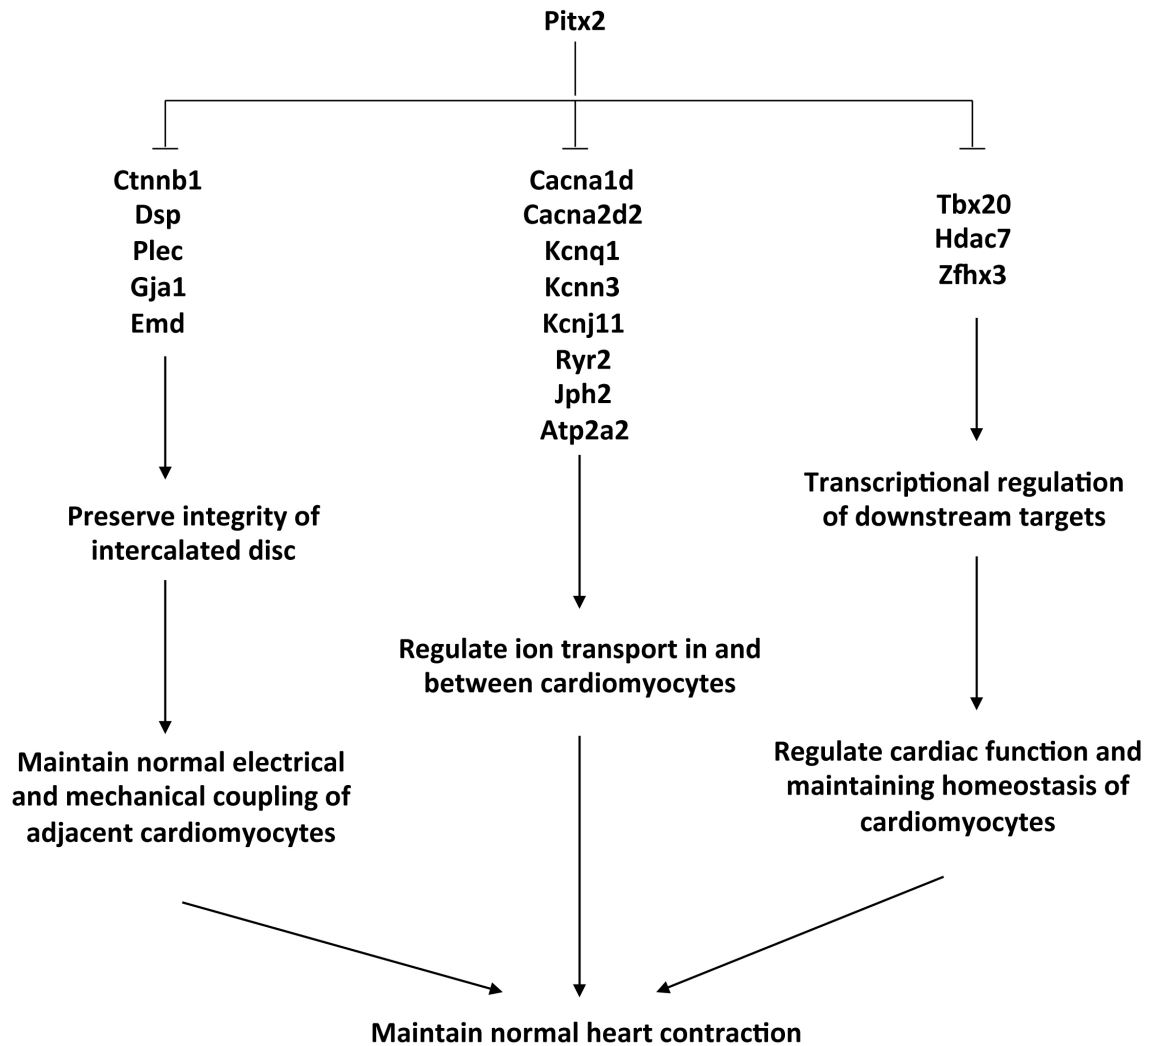 Pitx2
Ctnnb1
Dsp
Plec
Gja1
Emd
Preserve integrity of
intercalated disc
Maintain normal electrical
and mechanical coupling of
adjacent cardiomyocytes
Cacna1d
Cacna2d2
Kcnq1
Kcnn3
Kcnj11
Ryr2
Jph2
Atp2a2
Regulate ion transport in and
between cardiomyocytes
Tbx20
Hdac7
Zfhx3
Transcriptional regulation
of downstream targets
Regulate cardiac function and
maintaining homeostasis of
cardiomyocytes
Maintain normal heart contraction